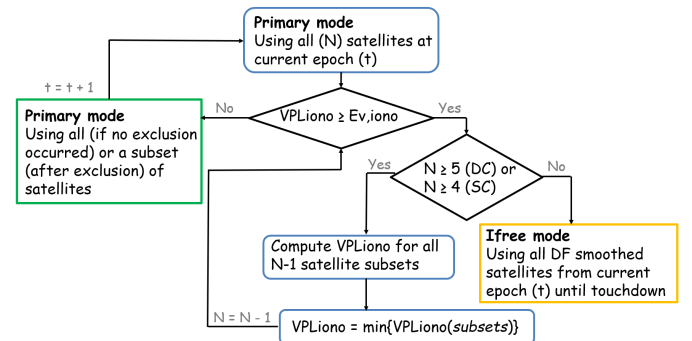 Primary mode
Using all (N) satellites at
current epoch (t)
t = t + 1
No
VPLiono ≥ Ev,iono
Yes
Primary mode
Using all (if no exclusion
occurred) or a subset
(after exclusion) of
satellites
Yes
N ≥ 5 (DC) or
N ≥ 4 (SC)
No
Compute VPLiono for all
N-1 satellite subsets
Ifree mode
Using all DF smoothed
satellites from current
epoch (t) until touchdown
N = N - 1
VPLiono = min{VPLiono(subsets)}